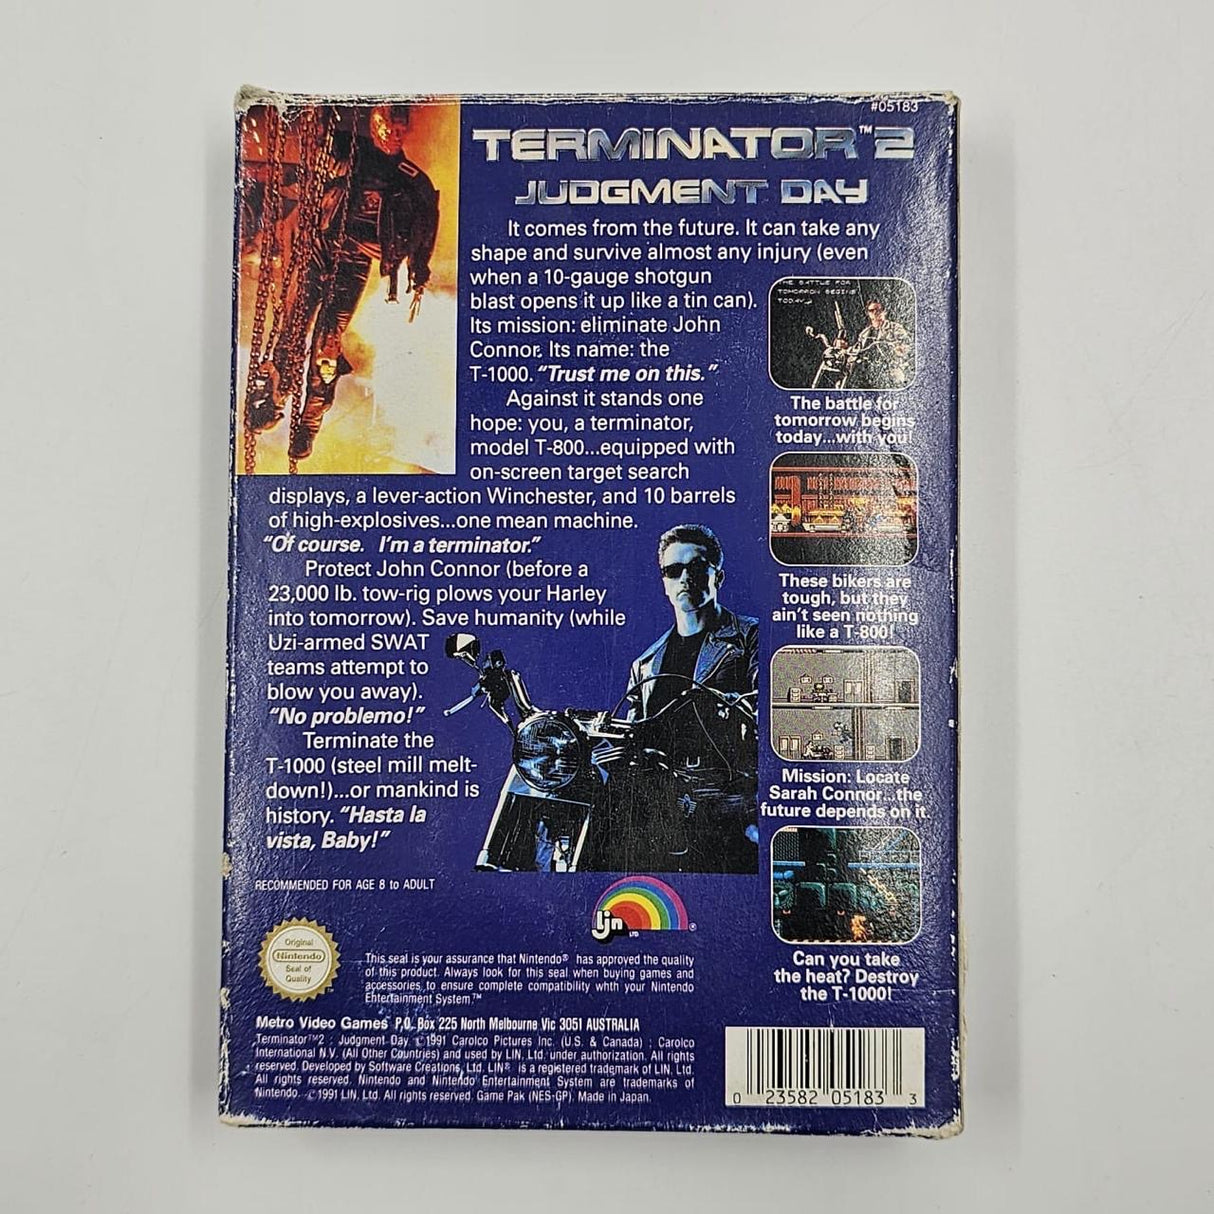 #05183
TERMINATOR™ 2
JUDGMENT DAY
It comes from the future. It can take any
shape and survive almost any injury (even
when a 10-gauge shotgun
blast opens it up like a tin can).
Its mission: eliminate John
Connor. Its name: the
T-1000. "Trust me on this."
Against it stands one
hope: you, a terminator,
model T-800...equipped with
on-screen target search
displays, a lever-action Winchester, and 10 barrels
of high-explosives...one mean machine.
"Of course. I'm a terminator."
Protect John Connor (before a
23,000 lb. tow-rig plows your Harley
into tomorrow). Save humanity (while
Uzi-armed SWAT
teams attempt to
blow you away).
"No problemo!"
Terminate the
T-1000 (steel mill melt-
down!)...or mankind is
history. "Hasta la
vista, Baby!"
THE BATTLE FOR
TOMORROW BEGINS
TODAY...
The battle for
tomorrow begins
today...with you!
These bikers are
tough, but they
ain't seen nothing
like a T-800!
Mission: Locate
Sarah Connor...the
future depends on it.
Can you take
the heat? Destroy
the T-1000!
RECOMMENDED FOR AGE 8 to ADULT
Ljn LTD. ®
Original
Nintendo
Seal of
Quality
™
This seal is your assurance that Nintendo® has approved the quality
of this product. Always look for this seal when buying games and
accessories to ensure complete compatibility whth your Nintendo
Ehtertainment System.™
Metro Video Games P.O. Box 225 North Melbourne Vic 3051 AUSTRALIA
Terminator™2 : Judgment Day. ©1991 Carolco Pictures Inc. (U.S. & Canada) : Carolco
International N.V. (All Other Countries) and used by LJN, Ltd. under authorization. All rights
reserved. Developed by Software Creations, Ltd. LJN® is a registered trademark of LJN, Ltd.
All rights reserved. Nintendo and Nintendo Entertainment System are trademarks of
Nintendo. ©1991 LJN, Ltd. All rights reserved. Game Pak (NES-GP). Made in Japan.
0 23582 05183 3